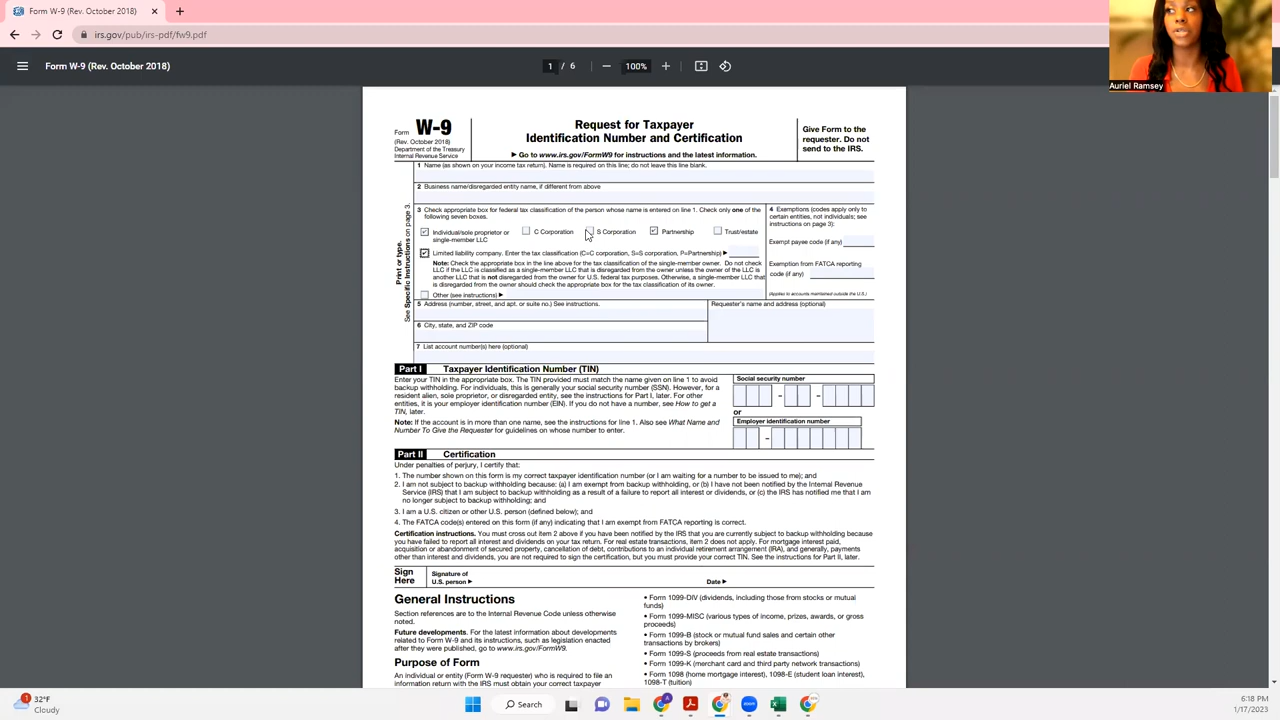 Form W-9 (Rev. October 2018)
irs.gov/pub/irs-pdf/fw9.pdf
Form W-9 (Rev. October 2018)
1 / 6
100%
Auriel Ramsey
Form W-9
(Rev. October 2018)
Department of the Treasury
Internal Revenue Service
Request for Taxpayer
Identification Number and Certification
▶ Go to www.irs.gov/FormW9 for instructions and the latest information.
Give Form to the
requester. Do not
send to the IRS.
Print or type.
See Specific Instructions on page 3.
1 Name (as shown on your income tax return). Name is required on this line; do not leave this line blank.
2 Business name/disregarded entity name, if different from above
3 Check appropriate box for federal tax classification of the person whose name is entered on line 1. Check only one of the
following seven boxes.
Individual/sole proprietor or
single-member LLC
C Corporation
S Corporation
Partnership
Trust/estate
Limited liability company. Enter the tax classification (C=C corporation, S=S corporation, P=Partnership) ▶
Note: Check the appropriate box in the line above for the tax classification of the single-member owner. Do not check
LLC if the LLC is classified as a single-member LLC that is disregarded from the owner unless the owner of the LLC is
another LLC that is not disregarded from the owner for U.S. federal tax purposes. Otherwise, a single-member LLC that
is disregarded from the owner should check the appropriate box for the tax classification of its owner.
Other (see instructions) ▶
4 Exemptions (codes apply only to
certain entities, not individuals; see
instructions on page 3):
Exempt payee code (if any)
Exemption from FATCA reporting
code (if any)
(Applies to accounts maintained outside the U.S.)
5 Address (number, street, and apt. or suite no.) See instructions.
Requester's name and address (optional)
6 City, state, and ZIP code
7 List account number(s) here (optional)
Part I Taxpayer Identification Number (TIN)
Enter your TIN in the appropriate box. The TIN provided must match the name given on line 1 to avoid
backup withholding. For individuals, this is generally your social security number (SSN). However, for a
resident alien, sole proprietor, or disregarded entity, see the instructions for Part I, later. For other
entities, it is your employer identification number (EIN). If you do not have a number, see How to get a
TIN, later.
Note: If the account is in more than one name, see the instructions for line 1. Also see What Name and
Number To Give the Requester for guidelines on whose number to enter.
Social security number
– –
or
Employer identification number
–
Part II Certification
Under penalties of perjury, I certify that:
1. The number shown on this form is my correct taxpayer identification number (or I am waiting for a number to be issued to me); and
2. I am not subject to backup withholding because: (a) I am exempt from backup withholding, or (b) I have not been notified by the Internal Revenue
Service (IRS) that I am subject to backup withholding as a result of a failure to report all interest or dividends, or (c) the IRS has notified me that I am
no longer subject to backup withholding; and
3. I am a U.S. citizen or other U.S. person (defined below); and
4. The FATCA code(s) entered on this form (if any) indicating that I am exempt from FATCA reporting is correct.
Certification instructions. You must cross out item 2 above if you have been notified by the IRS that you are currently subject to backup withholding because
you have failed to report all interest and dividends on your tax return. For real estate transactions, item 2 does not apply. For mortgage interest paid,
acquisition or abandonment of secured property, cancellation of debt, contributions to an individual retirement arrangement (IRA), and generally, payments
other than interest and dividends, you are not required to sign the certification, but you must provide your correct TIN. See the instructions for Part II, later.
Sign
Here
Signature of
U.S. person ▶
Date ▶
General Instructions
Section references are to the Internal Revenue Code unless otherwise
noted.
Future developments. For the latest information about developments
related to Form W-9 and its instructions, such as legislation enacted
after they were published, go to www.irs.gov/FormW9.
Purpose of Form
An individual or entity (Form W-9 requester) who is required to file an
information return with the IRS must obtain your correct taxpayer
• Form 1099-DIV (dividends, including those from stocks or mutual
funds)
• Form 1099-MISC (various types of income, prizes, awards, or gross
proceeds)
• Form 1099-B (stock or mutual fund sales and certain other
transactions by brokers)
• Form 1099-S (proceeds from real estate transactions)
• Form 1099-K (merchant card and third party network transactions)
• Form 1098 (home mortgage interest), 1098-E (student loan interest),
1098-T (tuition)
32°F
Cloudy
Search
6:18 PM
1/17/2023